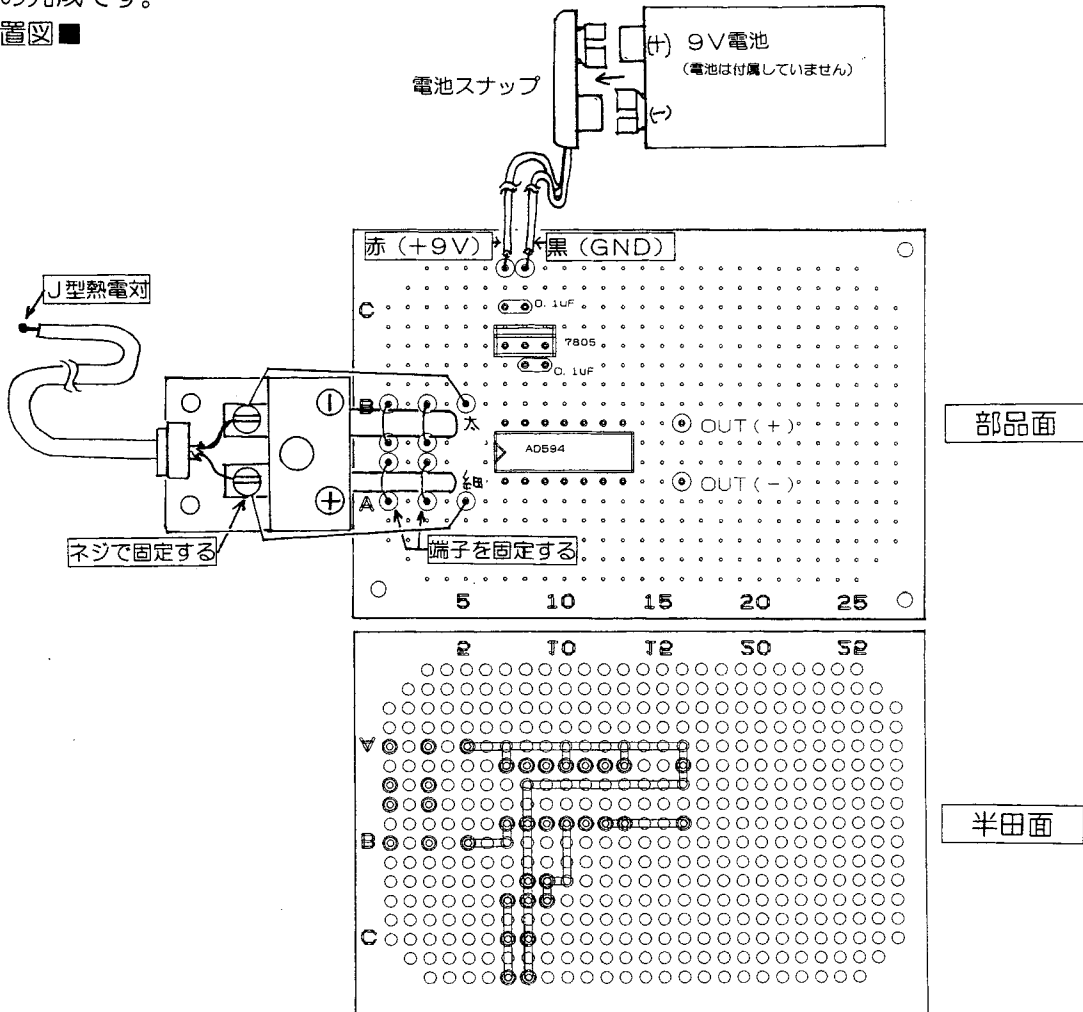 の完成です。
置図■
電池スナップ
(+) 9V電池
(電池は付属していません)
(-)
赤(+9V)
黒(GND)
J型熱電対
C
0.1uF
7805
0.1uF
B
太
OUT(+)
部品面
AD594
細
OUT(-)
A
ネジで固定する
端子を固定する
5 10 15 20 25
5 10 15 20 25
A
B
半田面
C